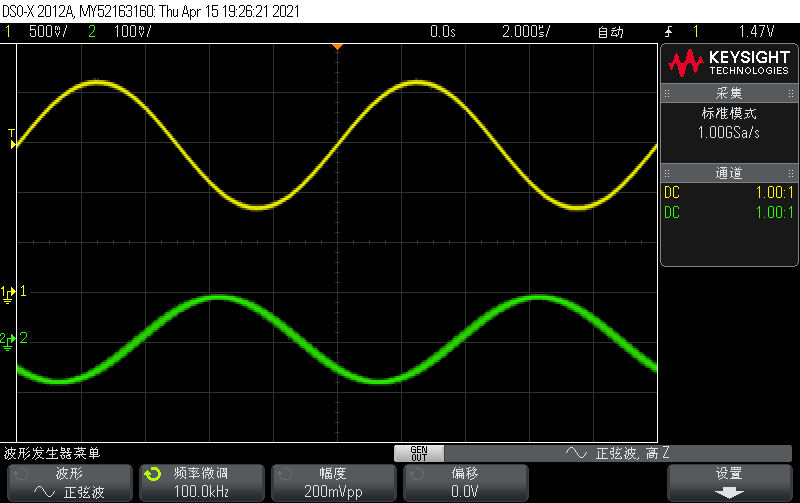 DSO-X 2012A, MY52163160: Thu Apr 15 19:26:21 2021
1 500℧/ 2 100℧/ 0.0s 2.000㎲/ 自动 1 1.47V
KEYSIGHT
TECHNOLOGIES
采集
标准模式
1.00GSa/s
通道
DC 1.00:1
DC 1.00:1
T
1 1
2 2
波形发生器菜单
GEN
OUT
正弦波, 高 Z
波形
正弦波
频率微调
100.0kHz
幅度
200mVpp
偏移
0.0V
设置